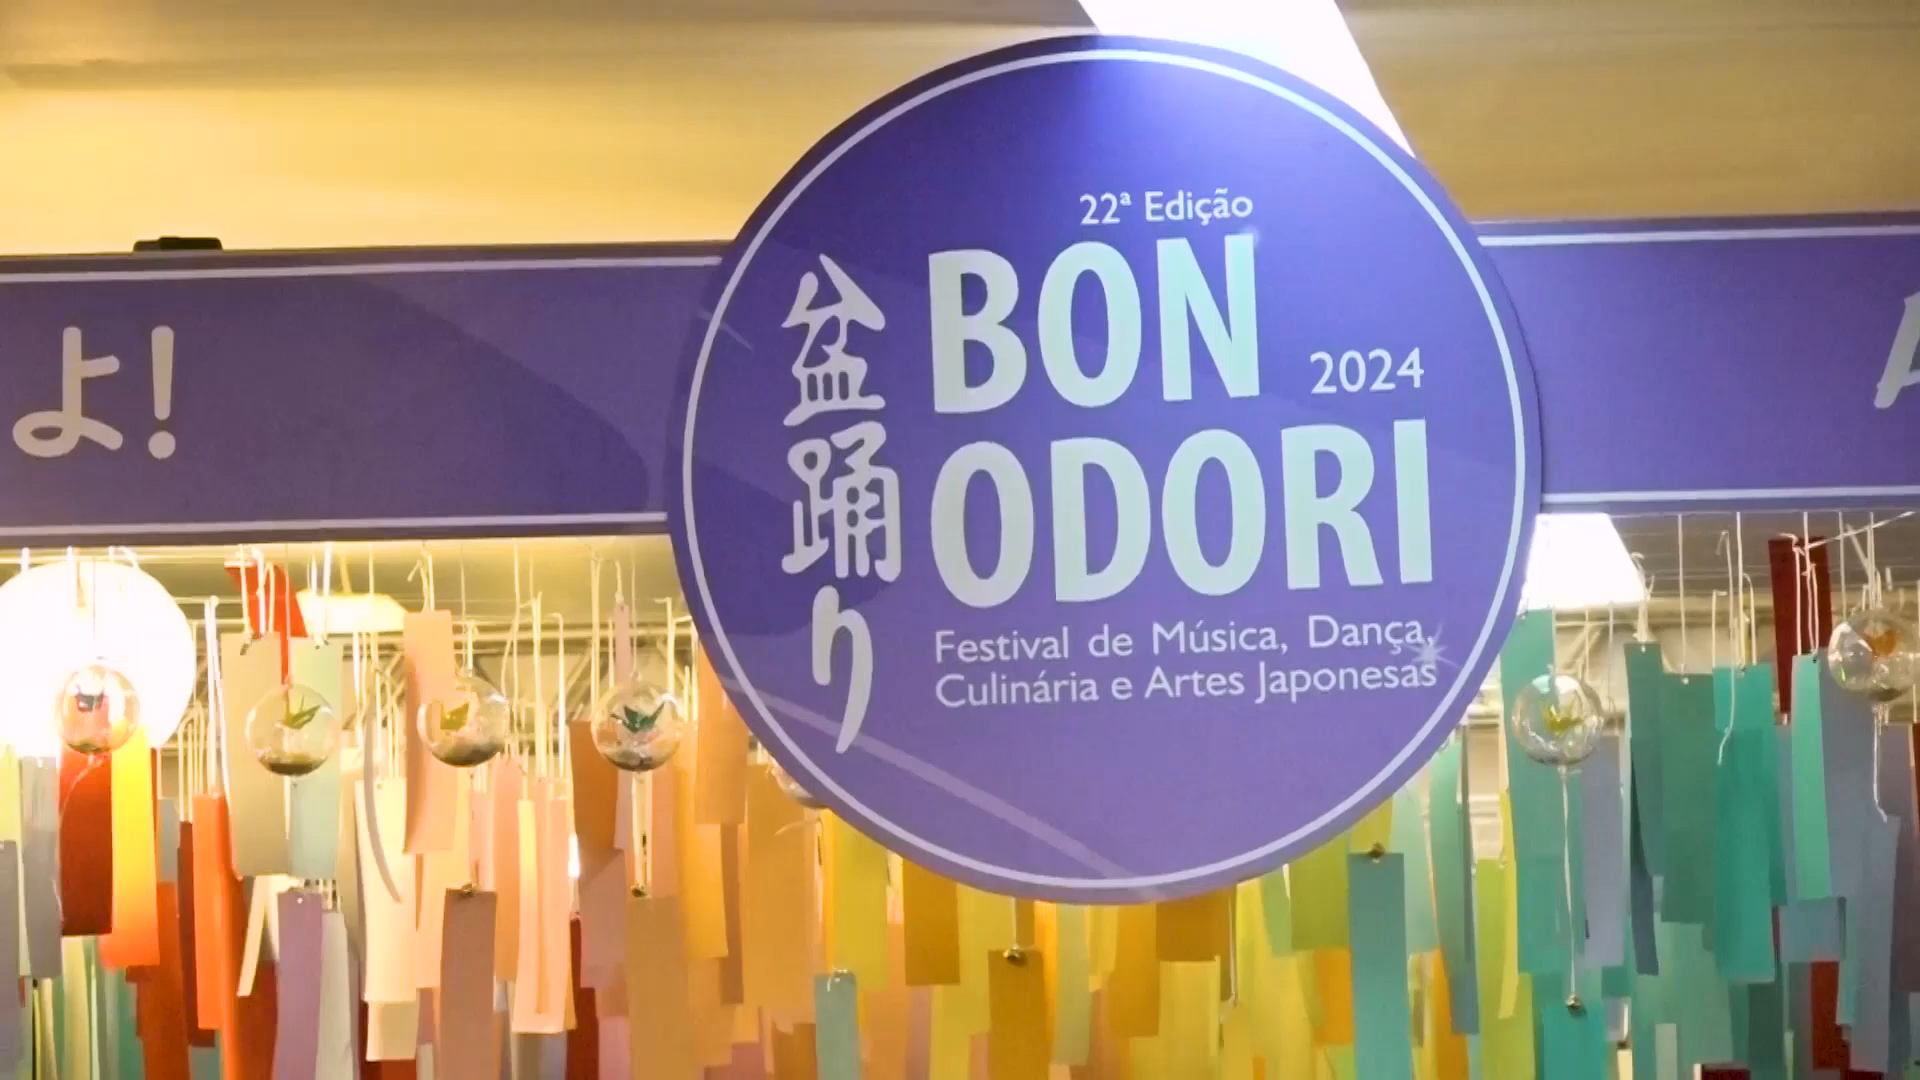 よ!
22ª Edição
盆踊り
BON
2024
ODORI
Festival de Música, Dança,
Culinária e Artes Japonesas